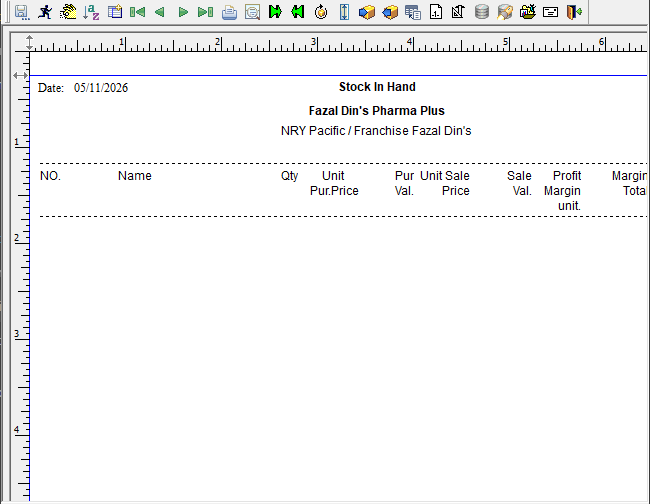 1 2 3 4 5 6
Date: 05/11/2026
Stock In Hand
Fazal Din's Pharma Plus
NRY Pacific / Franchise Fazal Din's
NO. Name Qty Unit Pur Unit Sale Sale Profit Margin
Pur.Price Val. Price Val. Margin Total
unit.
1
2
3
4